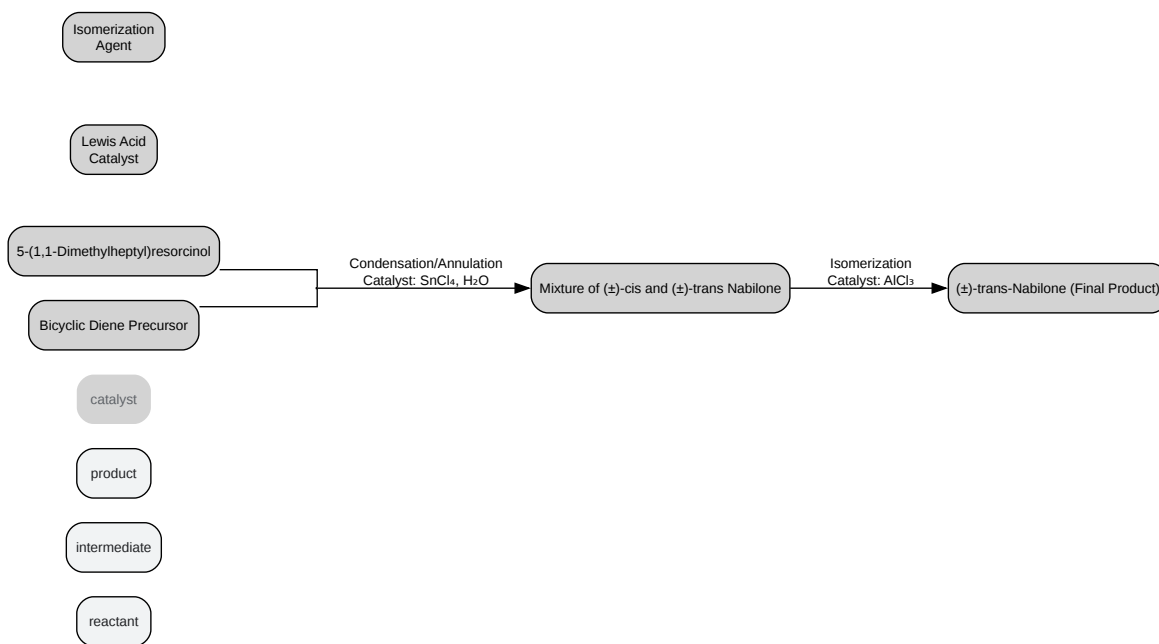 Isomerization
Agent
Lewis Acid
Catalyst
5-(1,1-Dimethylheptyl)resorcinol
Bicyclic Diene Precursor
Condensation/Annulation
Catalyst: SnCl₄, H₂O
Mixture of (±)-cis and (±)-trans Nabilone
Isomerization
Catalyst: AlCl₃
(±)-trans-Nabilone (Final Product)
catalyst
product
intermediate
reactant